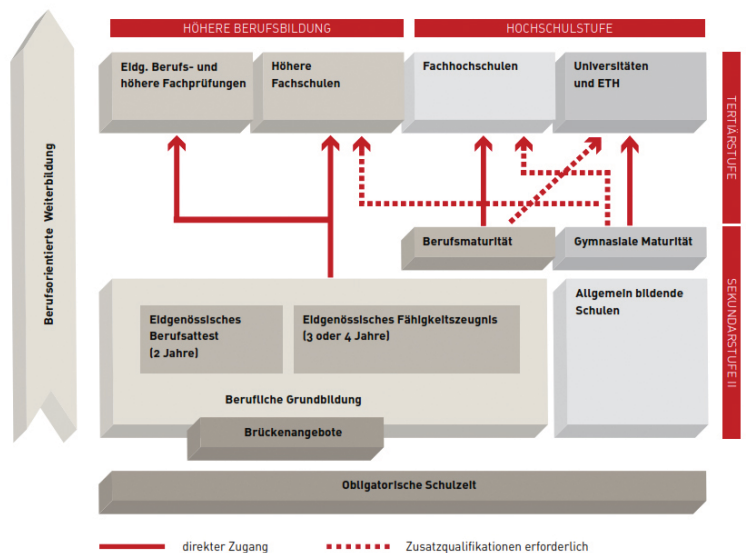 HÖHERE BERUFSBILDUNG
HOCHSCHULSTUFE
Eidg. Berufs- und
höhere Fachprüfungen
Höhere
Fachschulen
Fachhochschulen
Universitäten
und ETH
TERTIÄRSTUFE
Berufsorientierte Weiterbildung
Berufsmaturität
Gymnasiale Maturität
SEKUNDARSTUFE II
Eidgenössisches
Berufsattest
(2 Jahre)
Eidgenössisches Fähigkeitszeugnis
(3 oder 4 Jahre)
Allgemein bildende
Schulen
Berufliche Grundbildung
Brückenangebote
Obligatorische Schulzeit
direkter Zugang
Zusatzqualifikationen erforderlich